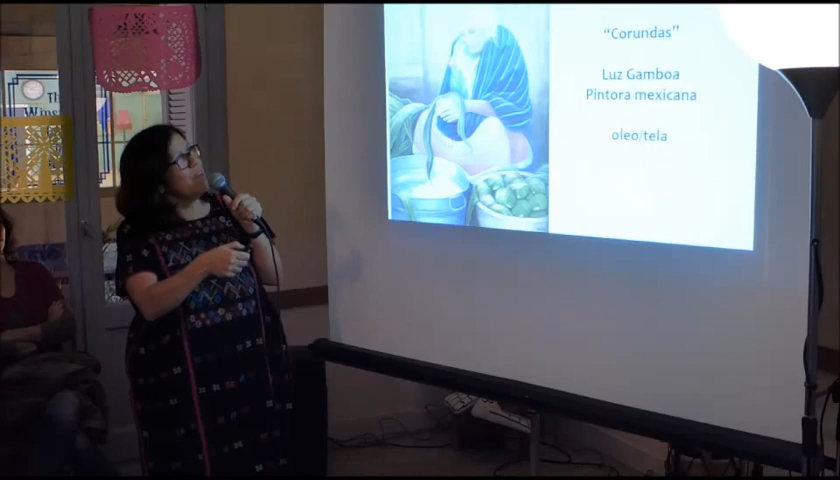 “Corundas”
Luz Gamboa
Pintora mexicana
oleo/tela